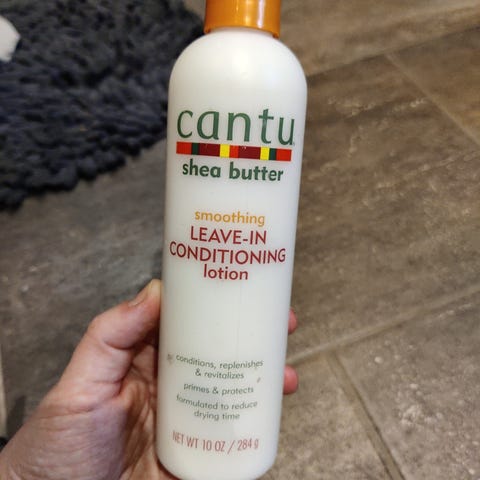 cantu
shea butter
smoothing
LEAVE-IN
CONDITIONING
lotion
conditions, replenishes
& revitalizes
primes & protects
formulated to reduce
drying time
NET WT 10 OZ / 284 g